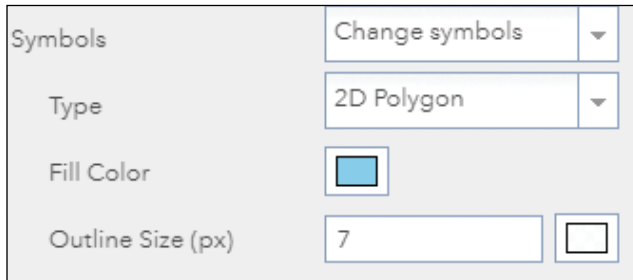 Symbols Change symbols
Type 2D Polygon
Fill Color
Outline Size (px) 7